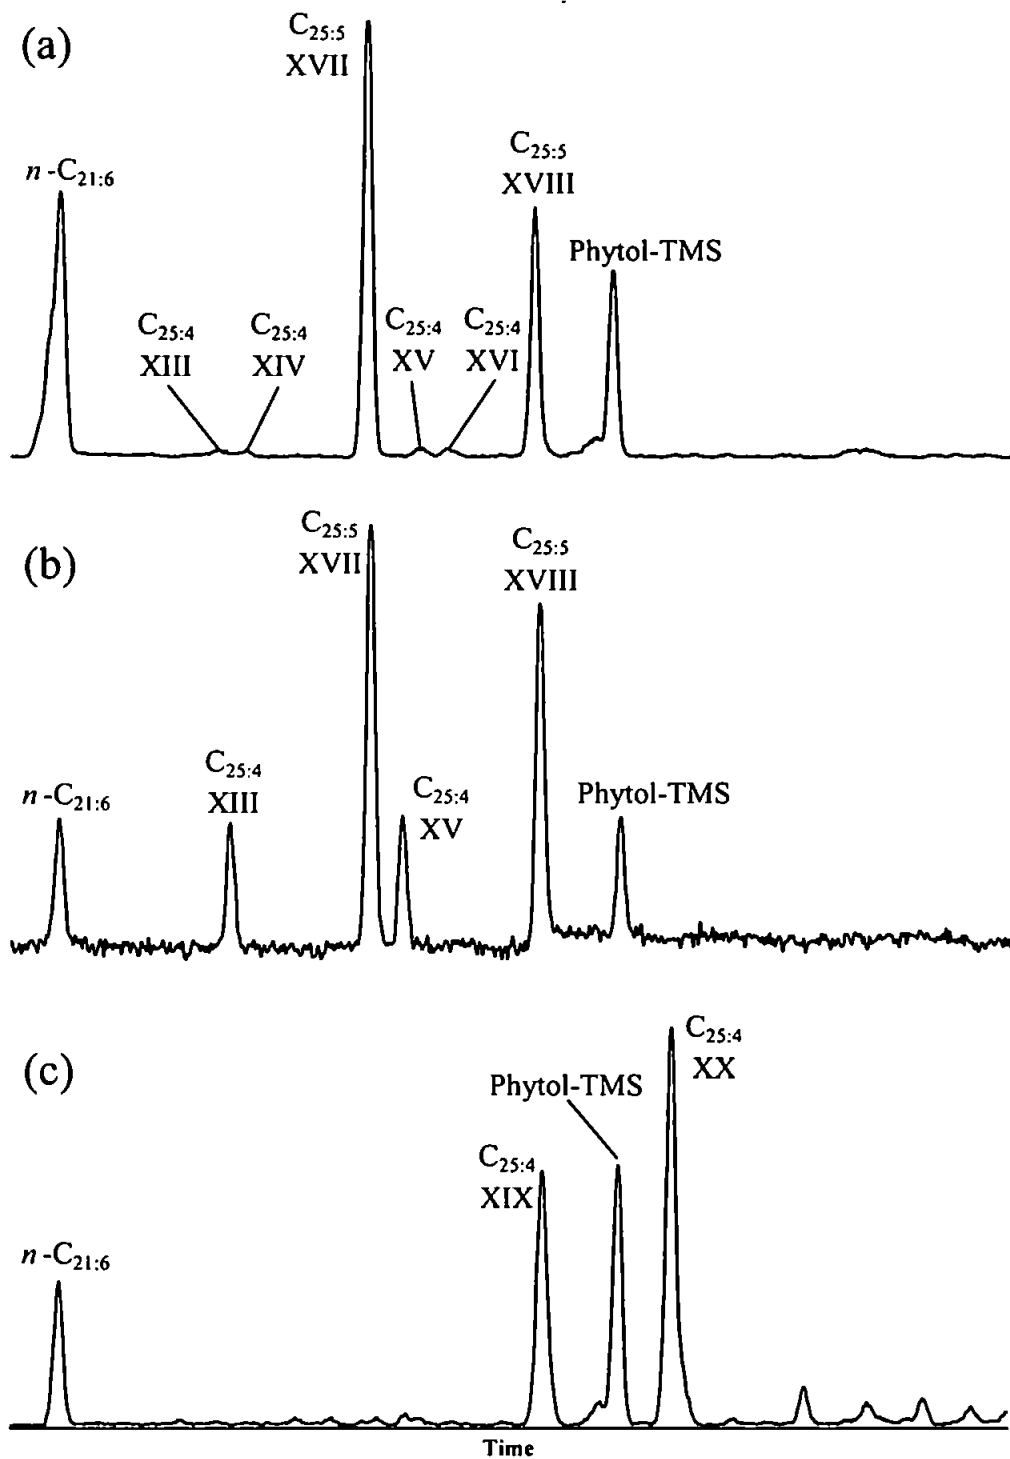 (a)
C25:5
XVII
n-C21:6
C25:5
XVIII
Phytol-TMS
C25:4
XIII
C25:4
XIV
C25:4
XV
C25:4
XVI
(b)
C25:5
XVII
C25:5
XVIII
n-C21:6
C25:4
XIII
C25:4
XV
Phytol-TMS
(c)
C25:4
XX
Phytol-TMS
C25:4
XIX
n-C21:6
Time